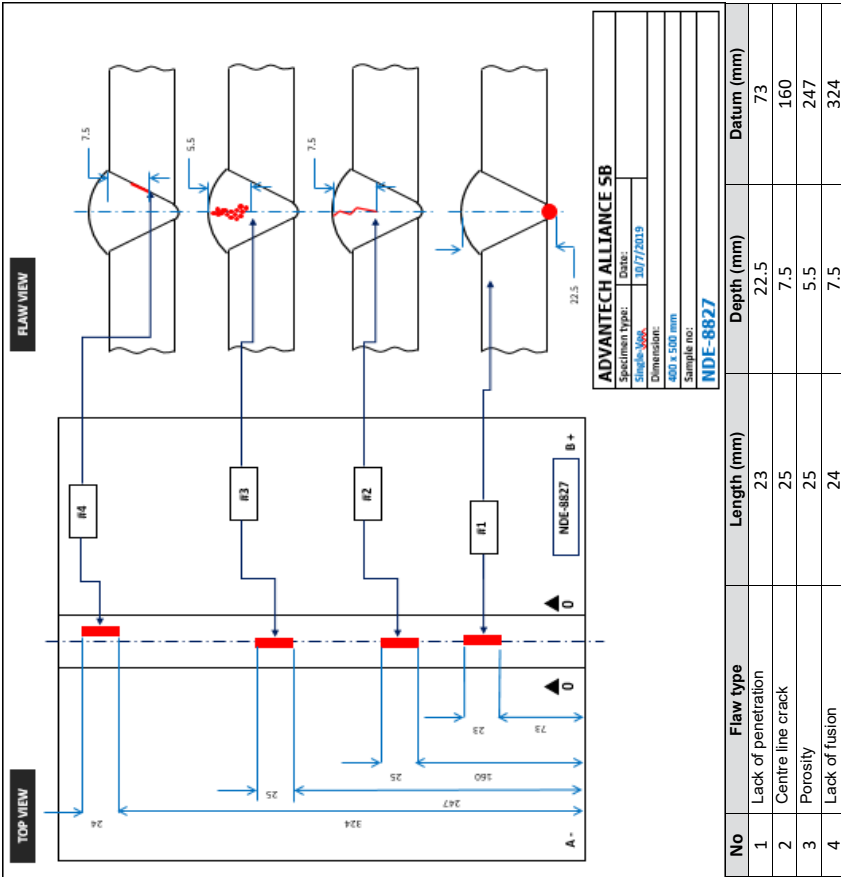 TOP VIEW
FLAW VIEW
24
324
25
247
25
160
23
73
A -
B +
0
0
#4
#3
#2
#1
NDE-8827
7.5
5.5
7.5
22.5
ADVANTECH ALLIANCE SB
Specimen type:
Date:
Single-Vee
10/7/2019
Dimension:
400 x 500 mm
Sample no:
NDE-8827
No Flaw type Length (mm) Depth (mm) Datum (mm)
1 Lack of penetration 23 22.5 73
2 Centre line crack 25 7.5 160
3 Porosity 25 5.5 247
4 Lack of fusion 24 7.5 324